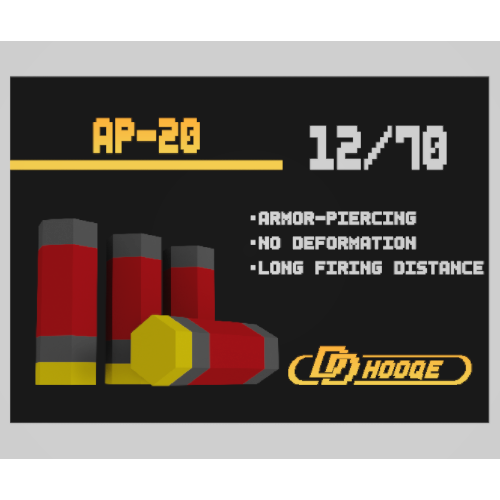 AP-20
12/70
·ARMOR-PIERCING
·NO DEFORMATION
·LONG FIRING DISTANCE
HOOQE